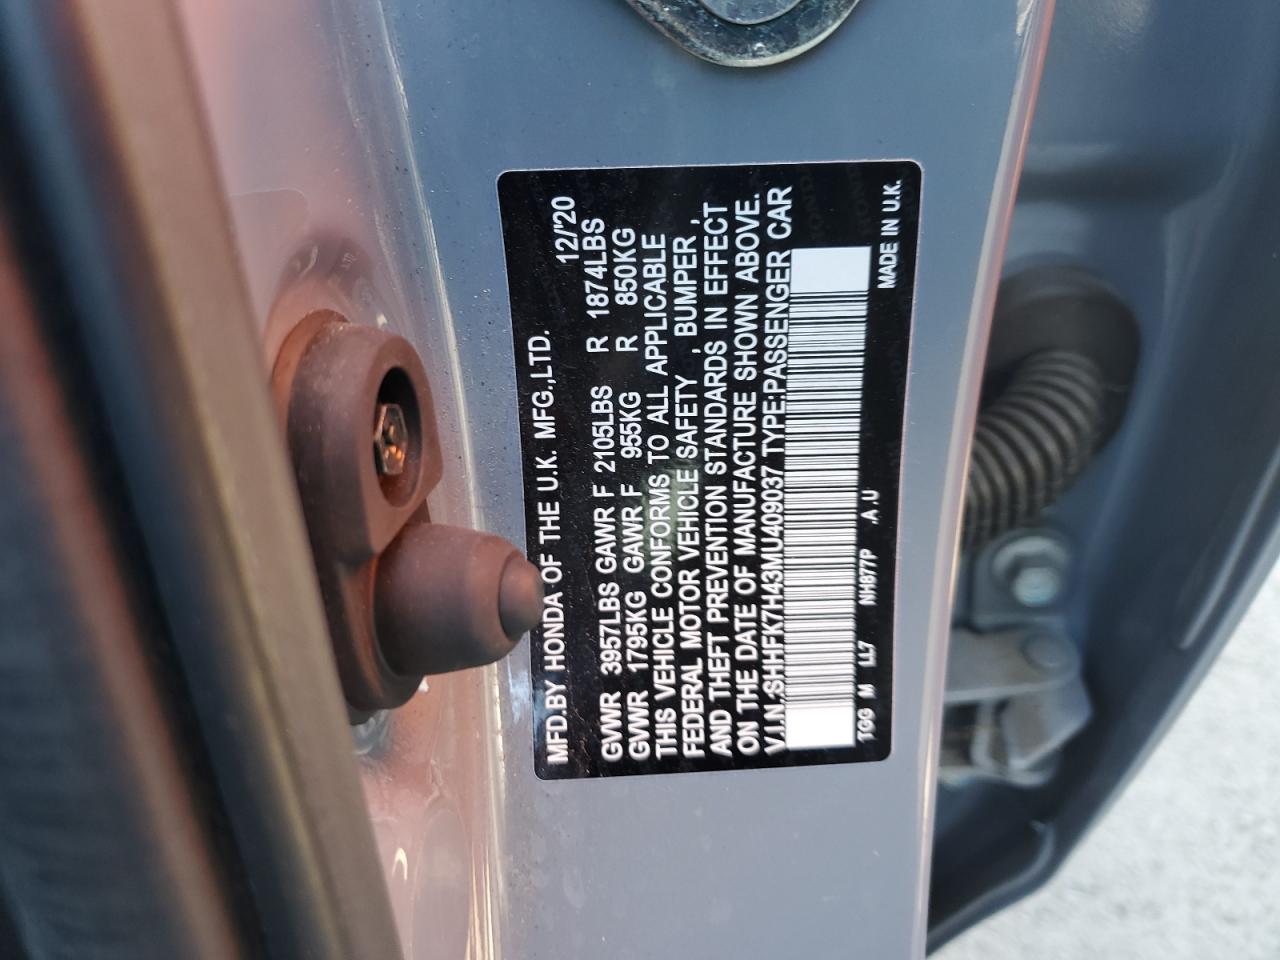 MFD.BY HONDA OF THE U.K. MFG.,LTD. 12/'20
GVWR 3957LBS GAWR F 2105LBS R 1874LBS
GVWR 1795KG GAWR F 955KG R 850KG
THIS VEHICLE CONFORMS TO ALL APPLICABLE
FEDERAL MOTOR VEHICLE SAFETY , BUMPER ,
AND THEFT PREVENTION STANDARDS IN EFFECT
ON THE DATE OF MANUFACTURE SHOWN ABOVE.
V.I.N.:SHHFK7H43MU409037 TYPE:PASSENGER CAR
TGG M LL7 NH877P .A.U MADE IN U.K.